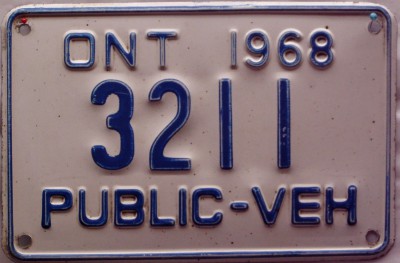 ONT 1968
3211
PUBLIC-VEH